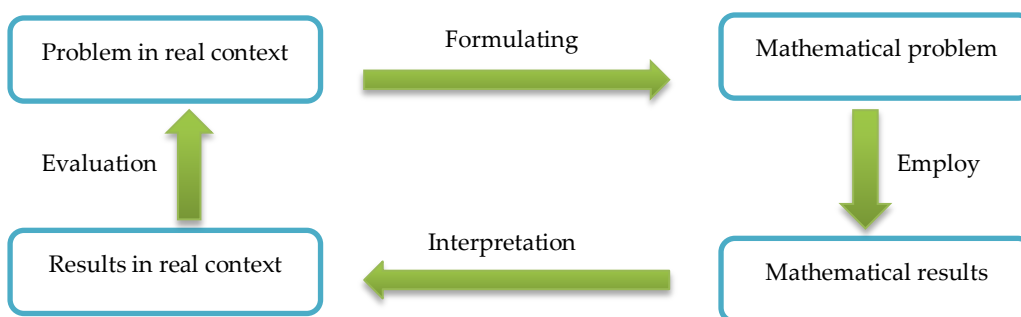 Problem in real context
Formulating
Mathematical problem
Evaluation
Employ
Results in real context
Interpretation
Mathematical results